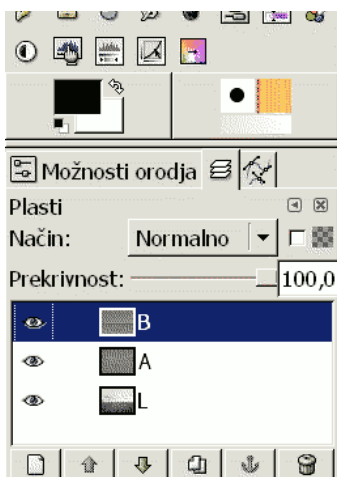 Možnosti orodja
Plasti
Način: Normalno
Prekrivnost: 100,0
B
A
L